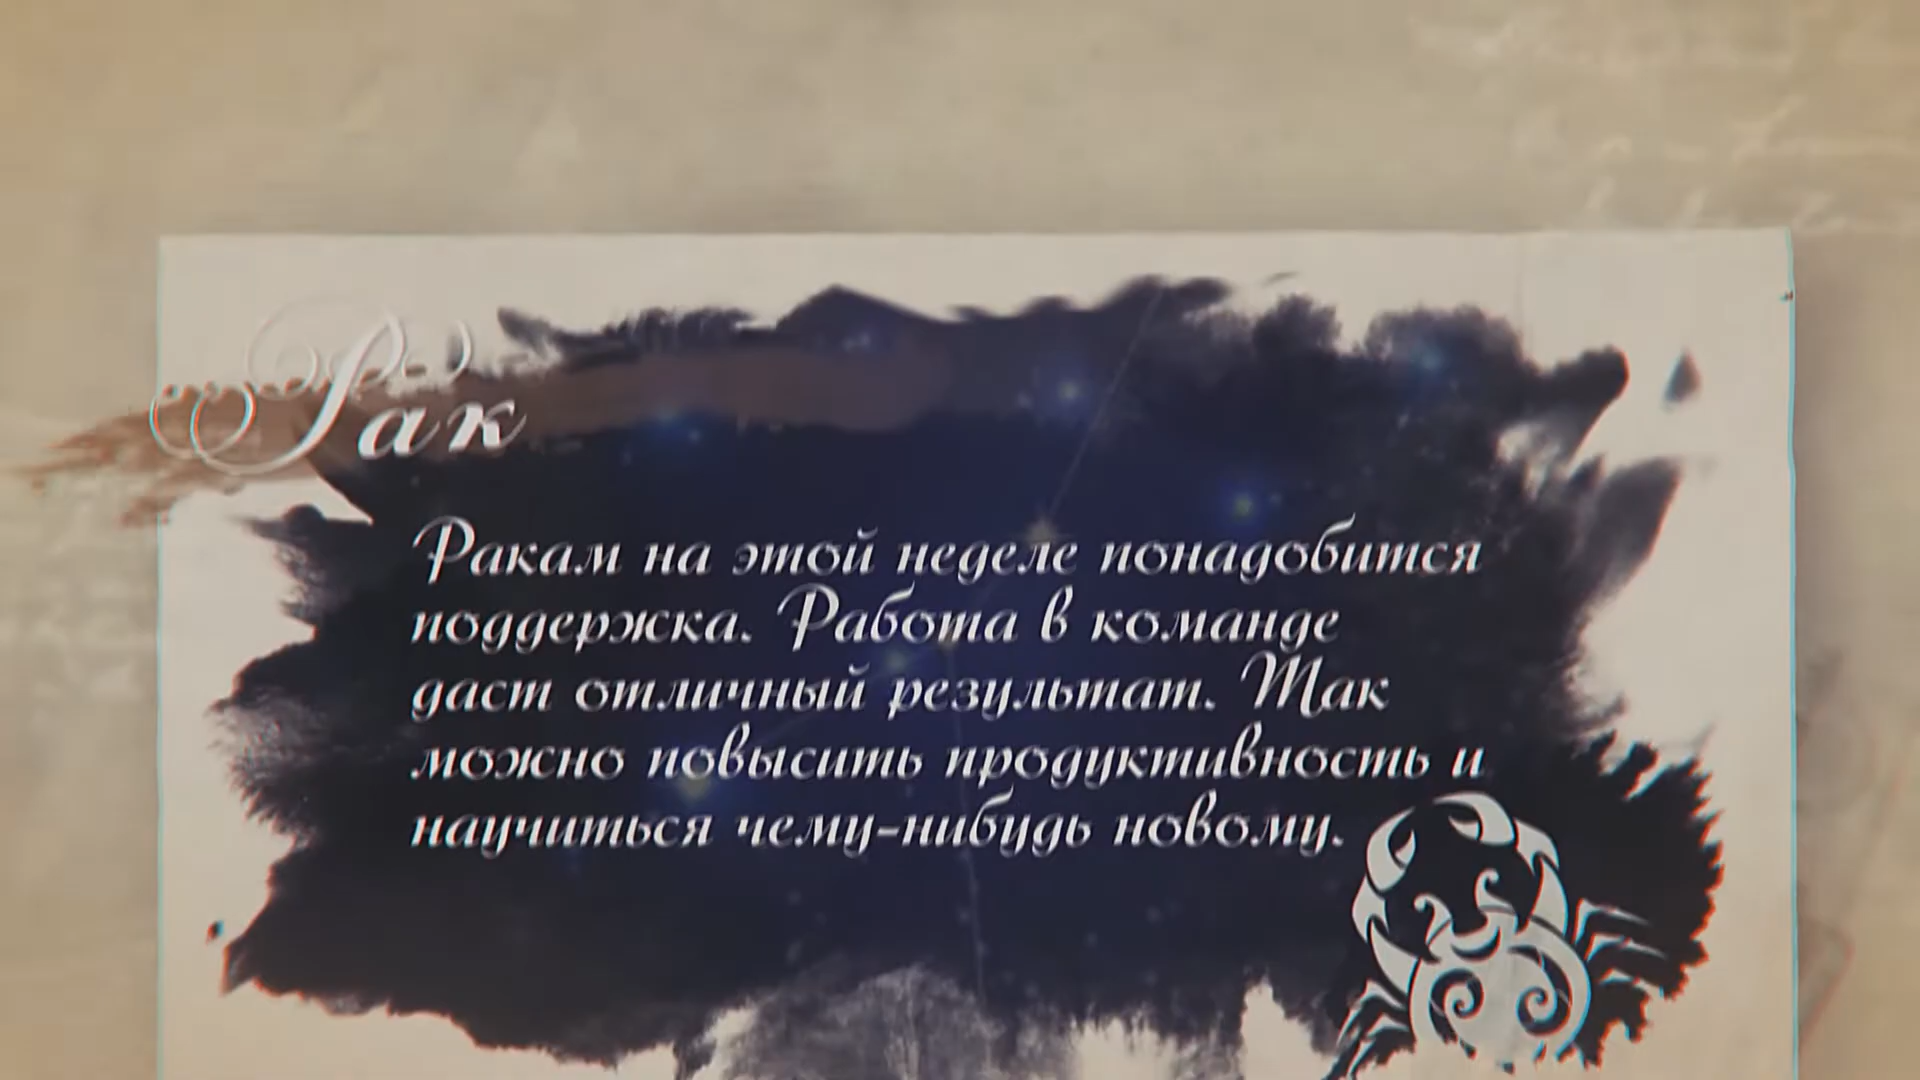 Рак
Ракам на этой неделе понадобится
поддержка. Работа в команде
даст отличный результат. Так
можно повысить продуктивность и
научиться чему-нибудь новому.